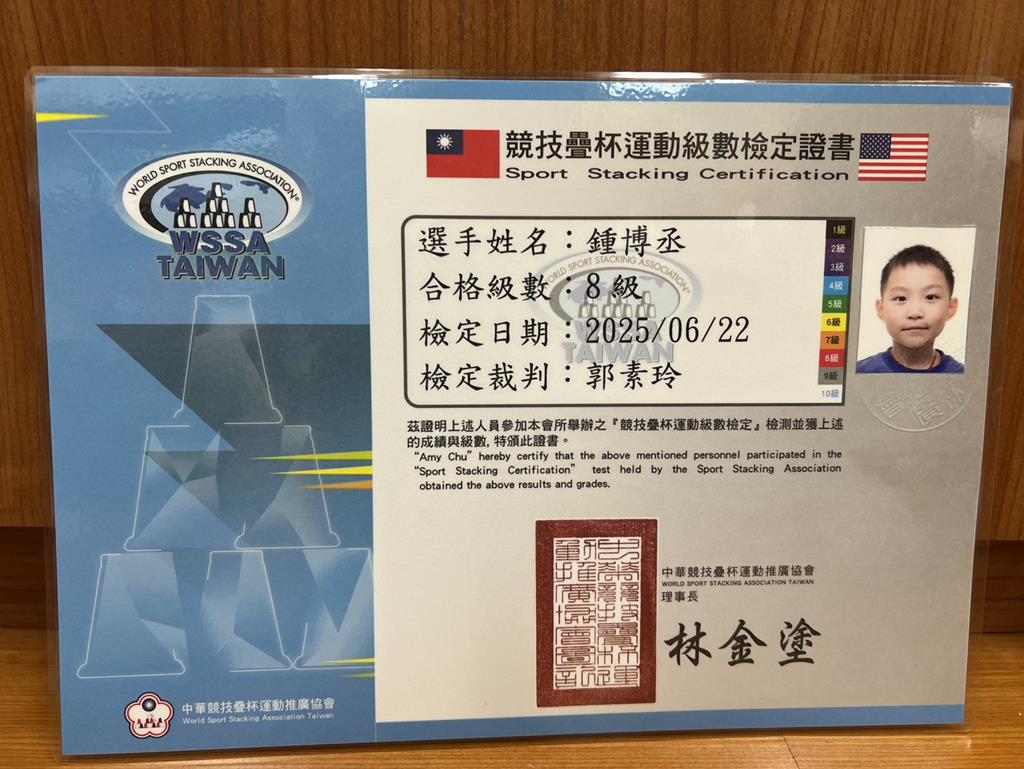 WORLD SPORT STACKING ASSOCIATION®
WSSA
TAIWAN
競技疊杯運動級數檢定證書
Sport Stacking Certification
選手姓名：鍾博丞
合格級數：8級
檢定日期：2025/06/22
檢定裁判：郭素玲
WORLD SPORT STACKING ASSOCIATION®
WSSA
TAIWAN
1級
2級
3級
4級
5級
6級
7級
8級
9級
10級
茲證明上述人員參加本會所舉辦之『競技疊杯運動級數檢定』檢測並獲上述
的成績與級數, 特頒此證書。
“Amy Chu” hereby certify that the above mentioned personnel participated in the
“Sport Stacking Certification” test held by the Sport Stacking Association
obtained the above results and grades.
中華競技疊杯運動推廣協會
WORLD SPORT STACKING ASSOCIATION TAIWAN
理事長
林金塗
中華競技疊杯運動推廣協會
World Sport Stacking Association Taiwan